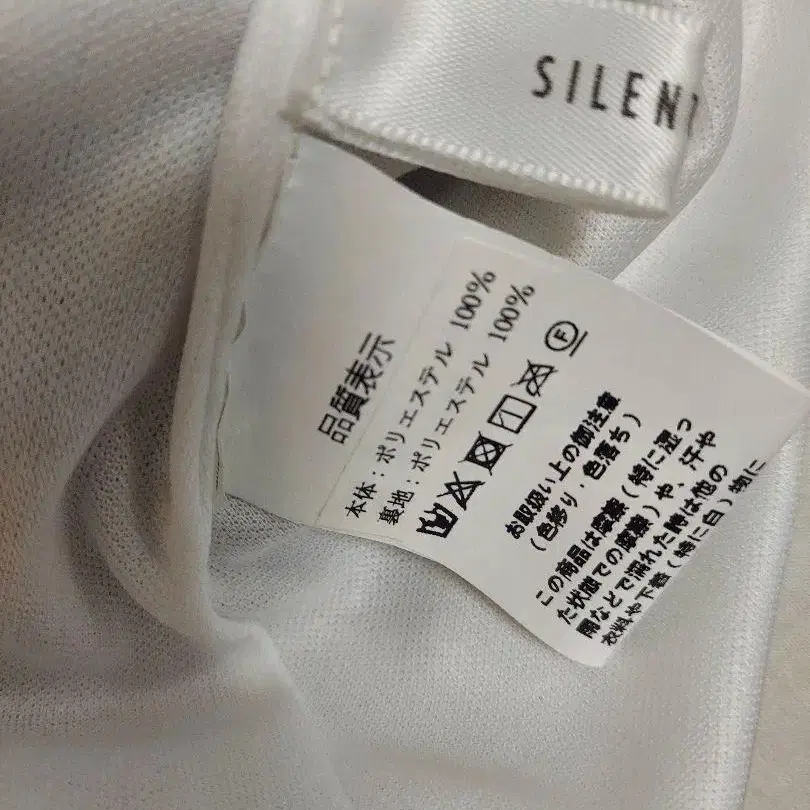 SILEN
品質表示
本体：ポリエステル 100%
裏地：ポリエステル 100%
お取扱い上の御注意
（色移り・色落ち）
この商品は摩擦（特に湿っ
た状態での摩擦）や、汗や
雨などで濡れた時は他の
衣料や下着（特に白）物に